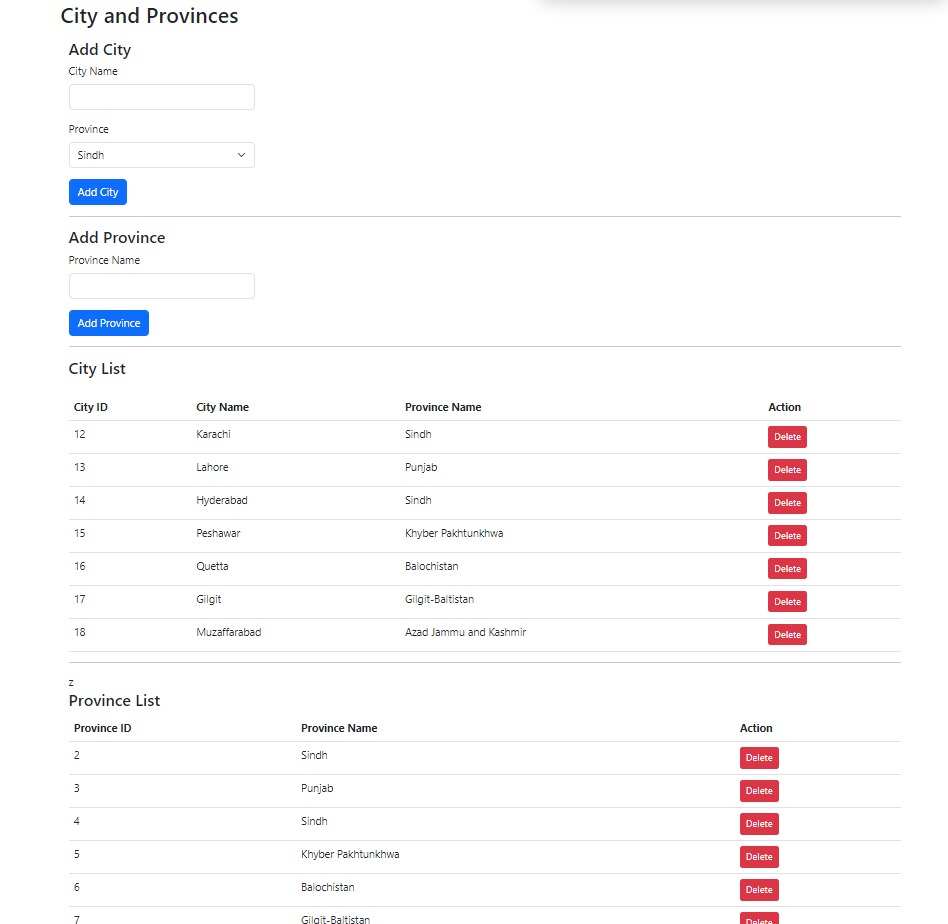 City and Provinces
Add City
City Name
Province
Sindh
Add City
Add Province
Province Name
Add Province
City List
City ID City Name Province Name Action
12 Karachi Sindh Delete
13 Lahore Punjab Delete
14 Hyderabad Sindh Delete
15 Peshawar Khyber Pakhtunkhwa Delete
16 Quetta Balochistan Delete
17 Gilgit Gilgit-Baltistan Delete
18 Muzaffarabad Azad Jammu and Kashmir Delete
z
Province List
Province ID Province Name Action
2 Sindh Delete
3 Punjab Delete
4 Sindh Delete
5 Khyber Pakhtunkhwa Delete
6 Balochistan Delete
7 Gilgit-Baltistan Delete